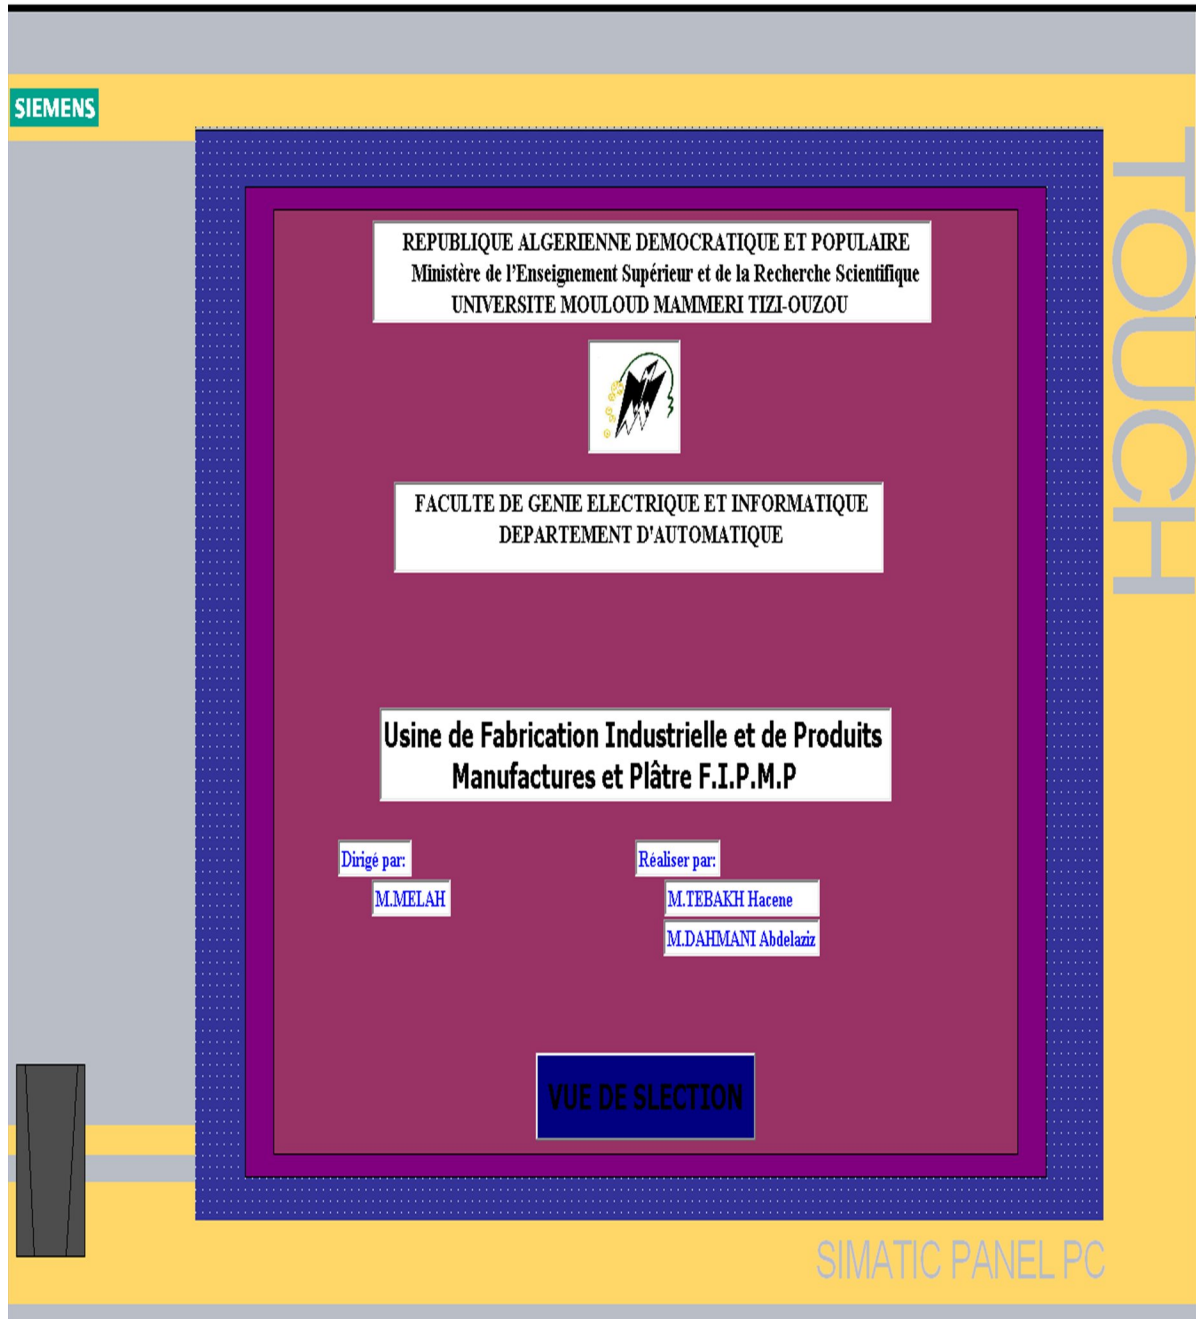 SIEMENS
TOUCH
REPUBLIQUE ALGERIENNE DEMOCRATIQUE ET POPULAIRE
Ministère de l'Enseignement Supérieur et de la Recherche Scientifique
UNIVERSITE MOULOUD MAMMERI TIZI-OUZOU
FACULTE DE GENIE ELECTRIQUE ET INFORMATIQUE
DEPARTEMENT D'AUTOMATIQUE
Usine de Fabrication Industrielle et de Produits
Manufactures et Plâtre F.I.P.M.P
Dirigé par:
M.MELAH
Réaliser par:
M.TEBAKH Hacene
M.DAHMANI Abdelaziz
VUE DE SLECTION
SIMATIC PANEL PC